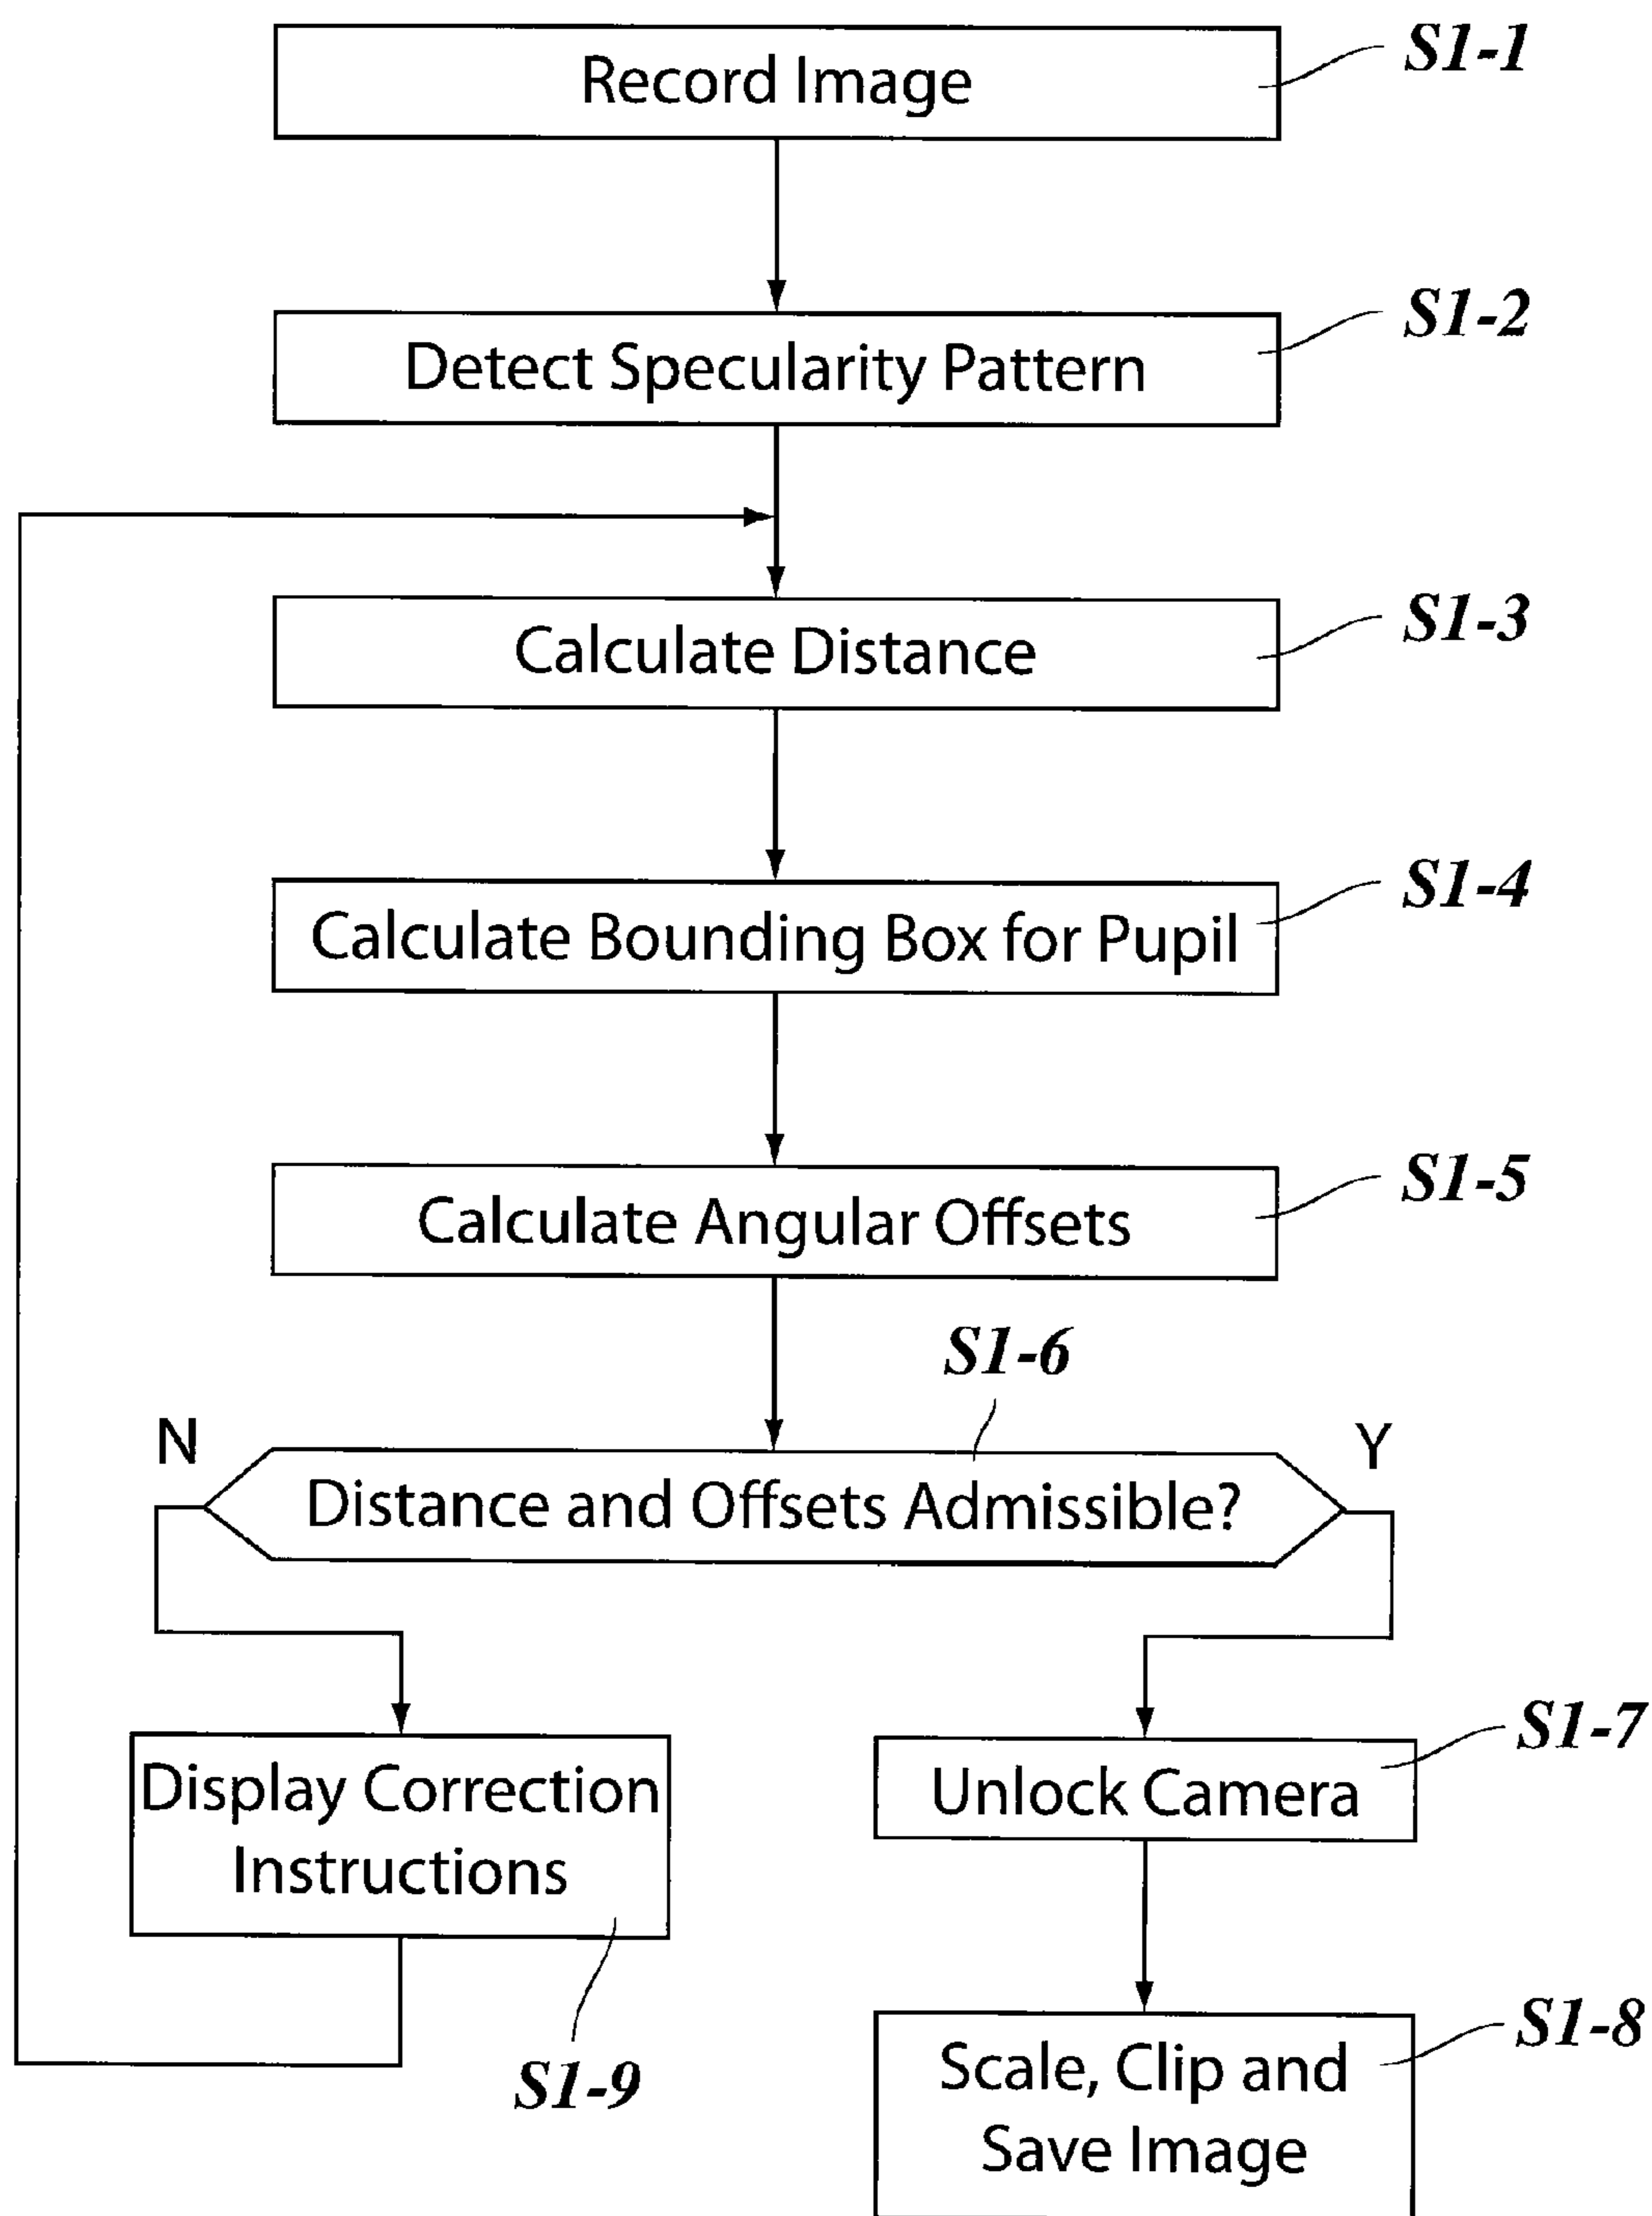 Record Image
S1-1
Detect Specularity Pattern
S1-2
Calculate Distance
S1-3
Calculate Bounding Box for Pupil
S1-4
Calculate Angular Offsets
S1-5
S1-6
N
Y
Distance and Offsets Admissible?
Display Correction
Instructions
S1-9
Unlock Camera
S1-7
Scale, Clip and
Save Image
S1-8